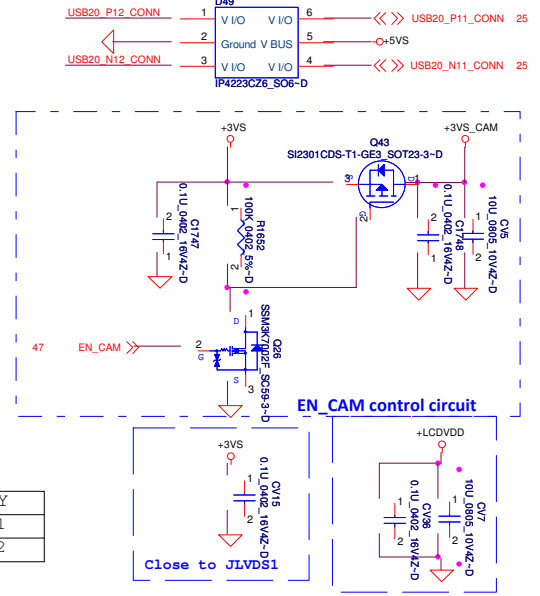 D49
USB20_P12_CONN 1 V I/O V I/O 6 USB20_P11_CONN 25
2 Ground V BUS 5 +5VS
USB20_N12_CONN 3 V I/O V I/O 4 USB20_N11_CONN 25
IP4223CZ6_SO6~D
+3VS
Q43
SI2301CDS-T1-GE3_SOT23-3~D
+3VS_CAM
3 S D 1
G 2
2 1
C1747
0.1U_0402_16V4Z~D
1 2
R1652
100K_0402_5%~D
2 1
C1748
0.1U_0402_16V4Z~D
2 1
CV5
10U_0805_10V4Z~D
47 EN_CAM 2 G
D 1
S 3
Q26
SSM3K7002F_SC59-3~D
EN_CAM control circuit
+3VS
1 2
CV15
0.1U_0402_16V4Z~D
Close to JLVDS1
+LCDVDD
1 2
CV36
0.1U_0402_16V4Z~D
1 2
CV7
10U_0805_10V4Z~D
Y
1
2